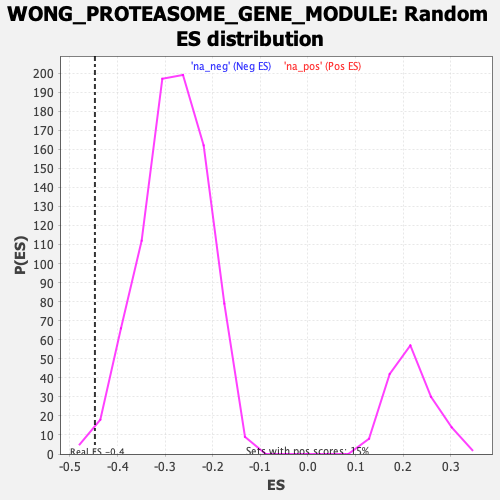 WONG_PROTEASOME_GENE_MODULE: Random
ES distribution
'na_neg' (Neg ES) 'na_pos' (Pos ES)
200
190
180
170
160
150
140
130
120
110
100
90
80
70
60
50
40
30
20
10
0
P(ES)
Real ES -0.4
Sets with pos scores: 15%
-0.5 -0.4 -0.3 -0.2 -0.1 0.0 0.1 0.2 0.3
ES